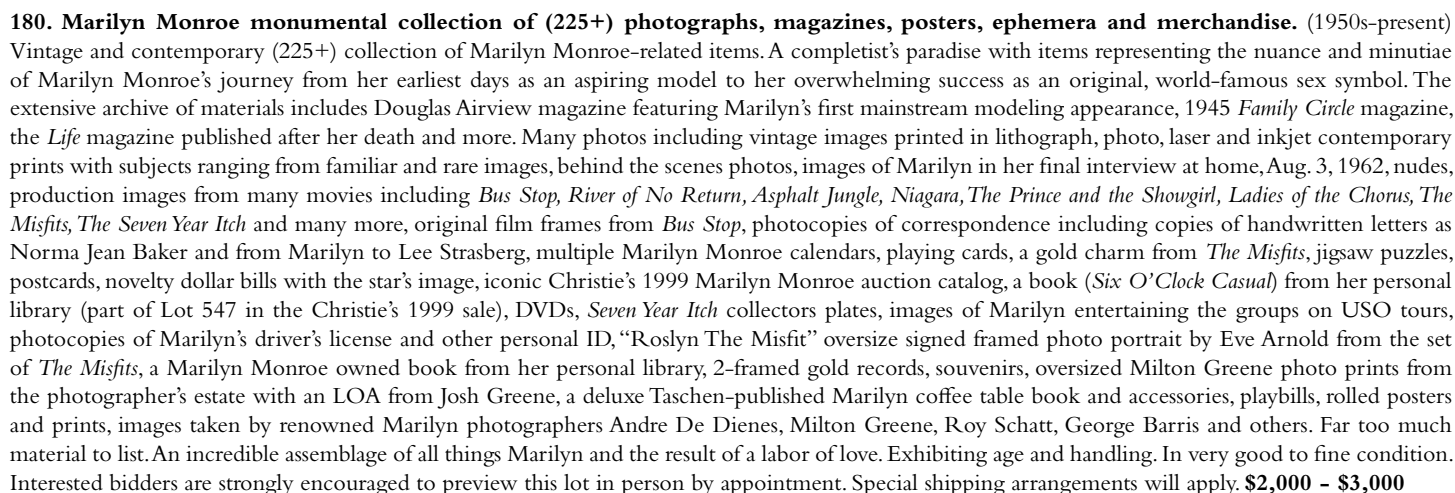 180. Marilyn Monroe monumental collection of (225+) photographs, magazines, posters, ephemera and merchandise. (1950s-present)
Vintage and contemporary (225+) collection of Marilyn Monroe-related items. A completist’s paradise with items representing the nuance and minutiae
of Marilyn Monroe’s journey from her earliest days as an aspiring model to her overwhelming success as an original, world-famous sex symbol. The
extensive archive of materials includes Douglas Airview magazine featuring Marilyn’s first mainstream modeling appearance, 1945 Family Circle magazine,
the Life magazine published after her death and more. Many photos including vintage images printed in lithograph, photo, laser and inkjet contemporary
prints with subjects ranging from familiar and rare images, behind the scenes photos, images of Marilyn in her final interview at home, Aug. 3, 1962, nudes,
production images from many movies including Bus Stop, River of No Return, Asphalt Jungle, Niagara, The Prince and the Showgirl, Ladies of the Chorus, The
Misfits, The Seven Year Itch and many more, original film frames from Bus Stop, photocopies of correspondence including copies of handwritten letters as
Norma Jean Baker and from Marilyn to Lee Strasberg, multiple Marilyn Monroe calendars, playing cards, a gold charm from The Misfits, jigsaw puzzles,
postcards, novelty dollar bills with the star’s image, iconic Christie’s 1999 Marilyn Monroe auction catalog, a book (Six O’Clock Casual) from her personal
library (part of Lot 547 in the Christie’s 1999 sale), DVDs, Seven Year Itch collectors plates, images of Marilyn entertaining the groups on USO tours,
photocopies of Marilyn’s driver’s license and other personal ID, “Roslyn The Misfit” oversize signed framed photo portrait by Eve Arnold from the set
of The Misfits, a Marilyn Monroe owned book from her personal library, 2-framed gold records, souvenirs, oversized Milton Greene photo prints from
the photographer’s estate with an LOA from Josh Greene, a deluxe Taschen-published Marilyn coffee table book and accessories, playbills, rolled posters
and prints, images taken by renowned Marilyn photographers Andre De Dienes, Milton Greene, Roy Schatt, George Barris and others. Far too much
material to list. An incredible assemblage of all things Marilyn and the result of a labor of love. Exhibiting age and handling. In very good to fine condition.
Interested bidders are strongly encouraged to preview this lot in person by appointment. Special shipping arrangements will apply. $2,000 - $3,000